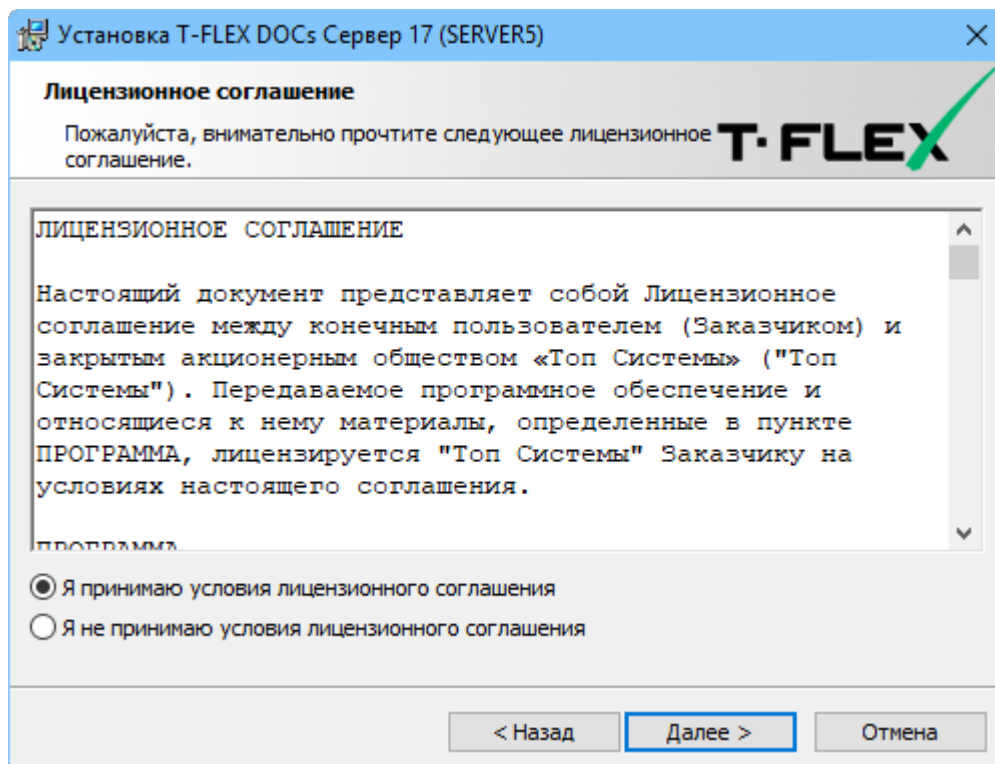 Установка T-FLEX DOCs Сервер 17 (SERVER5)
Лицензионное соглашение
Пожалуйста, внимательно прочтите следующее лицензионное
соглашение.
T-FLEX
ЛИЦЕНЗИОННОЕ СОГЛАШЕНИЕ
Настоящий документ представляет собой Лицензионное
соглашение между конечным пользователем (Заказчиком) и
закрытым акционерным обществом «Топ Системы» ("Топ
Системы"). Передаваемое программное обеспечение и
относящиеся к нему материалы, определенные в пункте
ПРОГРАММА, лицензируется "Топ Системы" Заказчику на
условиях настоящего соглашения.
ПРОГРАММА
Я принимаю условия лицензионного соглашения
Я не принимаю условия лицензионного соглашения
< Назад
Далее >
Отмена